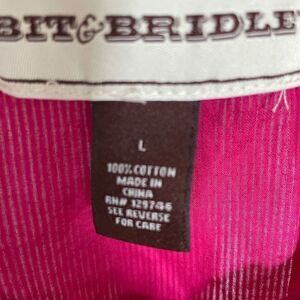 BIT & BRIDLE
L
100% COTTON
MADE IN
CHINA
RN# 129746
SEE REVERSE
FOR CARE